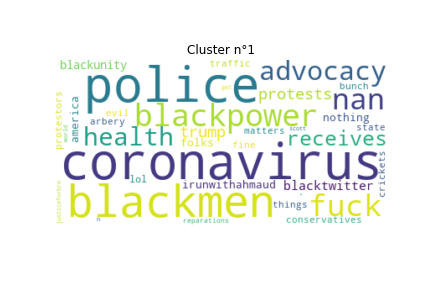 Cluster n°1
blackunity
traffic
police
advocacy
protests
bunch
nan
america
protestors
evil
blackpower
nothing
arbery
health
trump
matters
scott
state
receives
folks
fine
coronavirus
crickets
lol
irunwithahmaud
blacktwitter
blackmen
things
fuck
reparations
conservatives